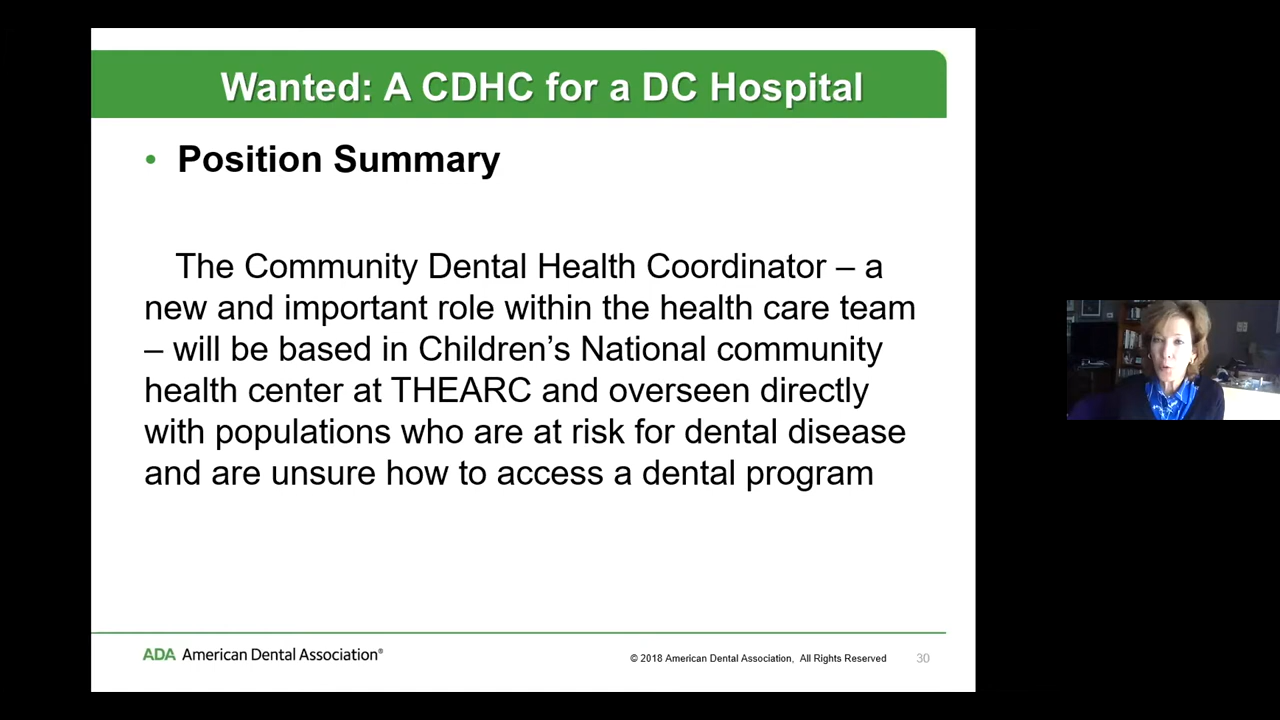 Wanted: A CDHC for a DC Hospital
• Position Summary
The Community Dental Health Coordinator – a
new and important role within the health care team
– will be based in Children’s National community
health center at THEARC and overseen directly
with populations who are at risk for dental disease
and are unsure how to access a dental program
ADA American Dental Association®
© 2018 American Dental Association, All Rights Reserved
30